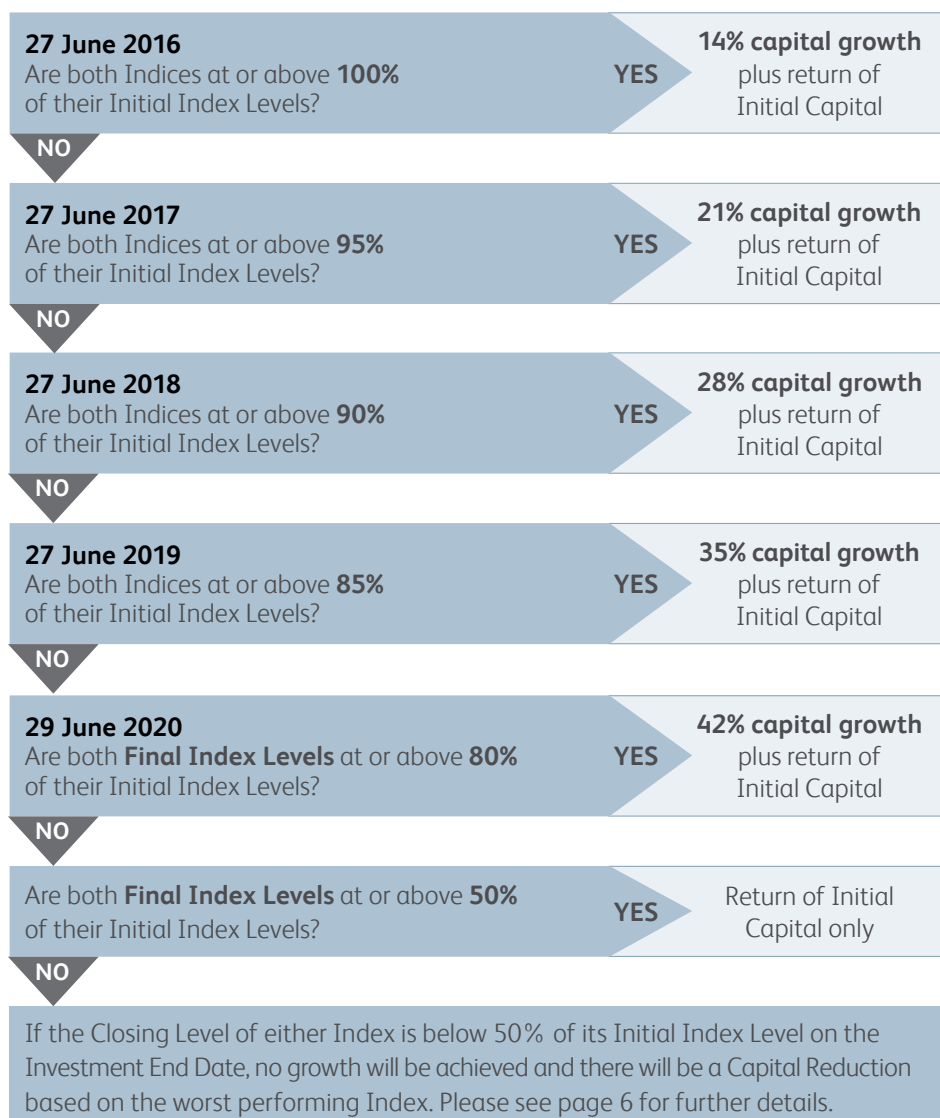 27 June 2016
Are both Indices at or above 100%
of their Initial Index Levels?
YES
14% capital growth
plus return of
Initial Capital
NO
27 June 2017
Are both Indices at or above 95%
of their Initial Index Levels?
YES
21% capital growth
plus return of
Initial Capital
NO
27 June 2018
Are both Indices at or above 90%
of their Initial Index Levels?
YES
28% capital growth
plus return of
Initial Capital
NO
27 June 2019
Are both Indices at or above 85%
of their Initial Index Levels?
YES
35% capital growth
plus return of
Initial Capital
NO
29 June 2020
Are both Final Index Levels at or above 80%
of their Initial Index Levels?
YES
42% capital growth
plus return of
Initial Capital
NO
Are both Final Index Levels at or above 50%
of their Initial Index Levels?
YES
Return of Initial
Capital only
NO
If the Closing Level of either Index is below 50% of its Initial Index Level on the
Investment End Date, no growth will be achieved and there will be a Capital Reduction
based on the worst performing Index. Please see page 6 for further details.